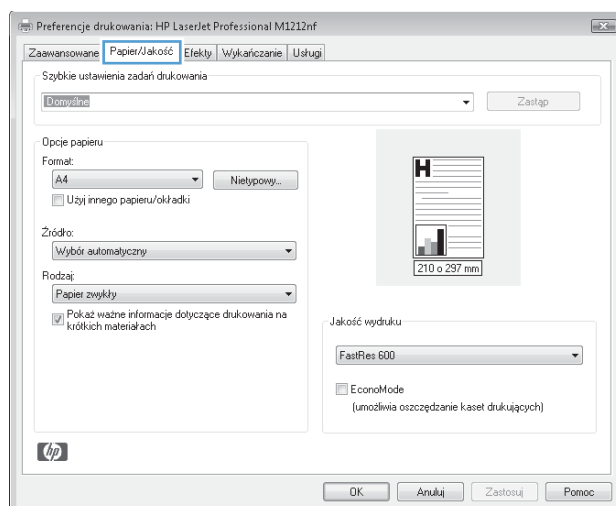 Preferencje drukowania: HP LaserJet Professional M1212nf
Zaawansowane Papier/Jakość Efekty Wykańczanie Usługi
Szybkie ustawienia zadań drukowania
Domyślne Zastąp
Opcje papieru
Format:
A4 Nietypowy...
Użyj innego papieru/okładki
Źródło:
Wybór automatyczny
Rodzaj:
Papier zwykły
Pokaż ważne informacje dotyczące drukowania na
krótkich materiałach
H
210 o 297 mm
Jakość wydruku
FastRes 600
EconoMode
(umożliwia oszczędzanie kaset drukujących)
hp
OK Anuluj Zastosuj Pomoc